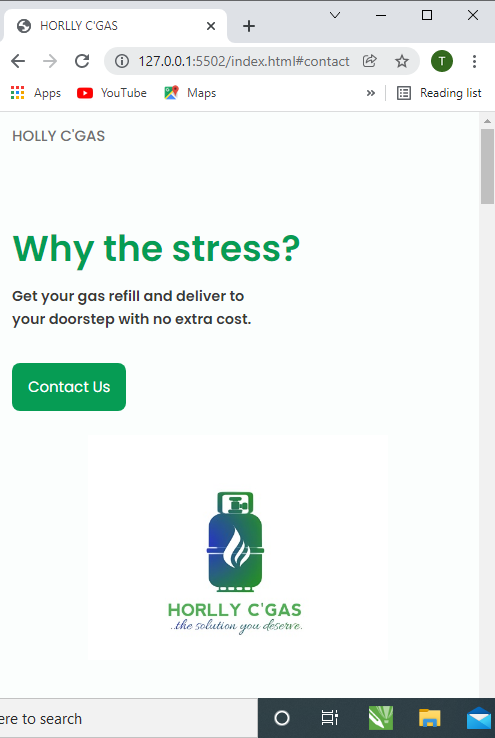 HORLLY C'GAS
127.0.0.1:5502/index.html#contact
T
Apps
YouTube
Maps
»
Reading list
HOLLY C'GAS
Why the stress?
Get your gas refill and deliver to
your doorstep with no extra cost.
Contact Us
HORLLY C'GAS
..the solution you deserve.
ere to search